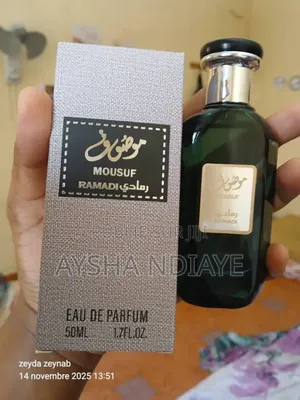 موصوف
MOUSUF
RAMADI رمادي
EAU DE PARFUM
50ML 1.7FL.OZ.
موصوف
MOUSUF
رمادي
RAMADI
AYSHA NDIAYE
zeyda zeynab
14 novembre 2025 13:51